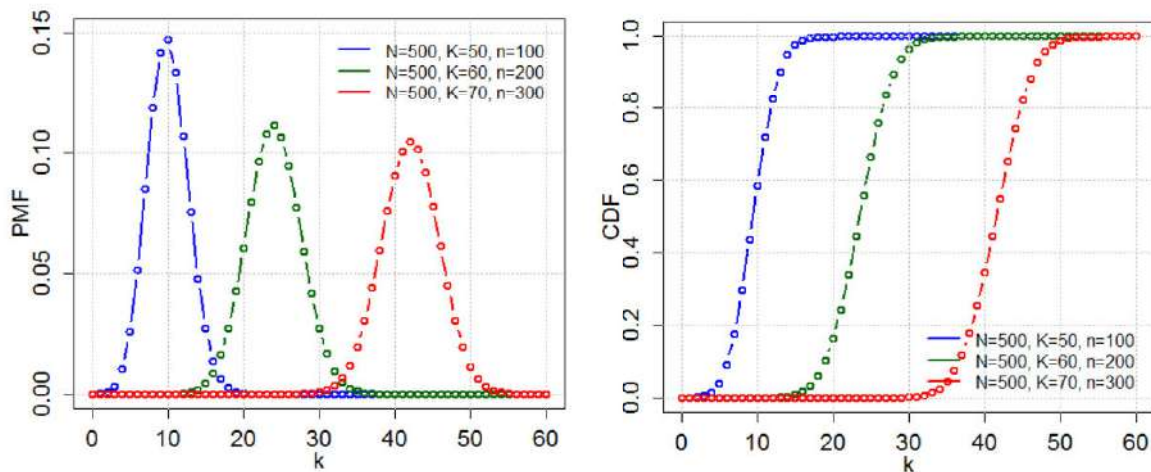 0.15
0.10
0.05
0.00
PMF
N=500, K=50, n=100
N=500, K=60, n=200
N=500, K=70, n=300
0 10 20 30 40 50 60
k
1.0
0.8
0.6
0.4
0.2
0.0
CDF
N=500, K=50, n=100
N=500, K=60, n=200
N=500, K=70, n=300
0 10 20 30 40 50 60
k